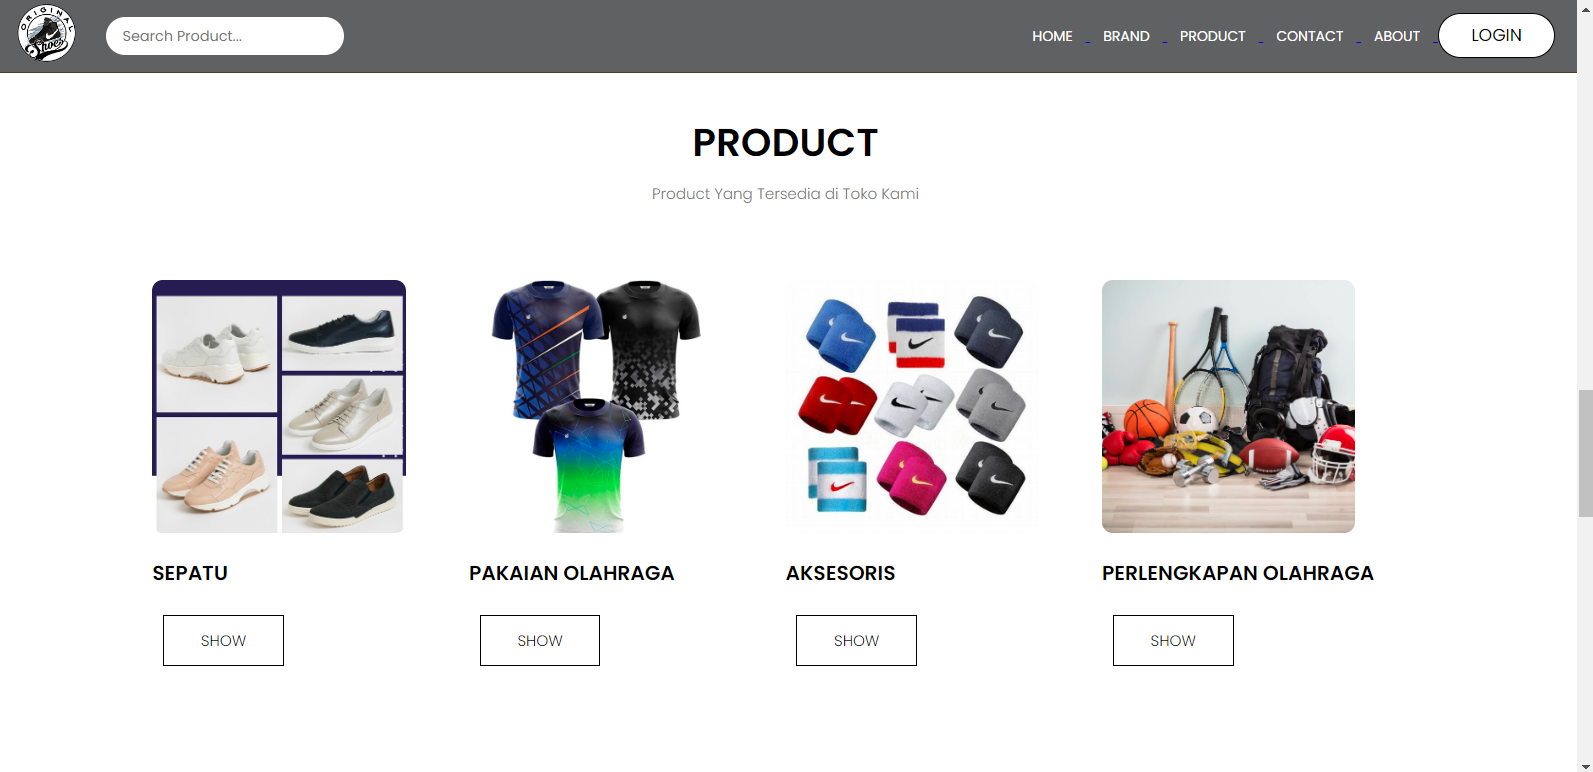 ORIGINAL
Shoes
Search Product...
HOME
BRAND
PRODUCT
CONTACT
ABOUT
LOGIN
PRODUCT
Product Yang Tersedia di Toko Kami
SEPATU
PAKAIAN OLAHRAGA
AKSESORIS
PERLENGKAPAN OLAHRAGA
SHOW
SHOW
SHOW
SHOW